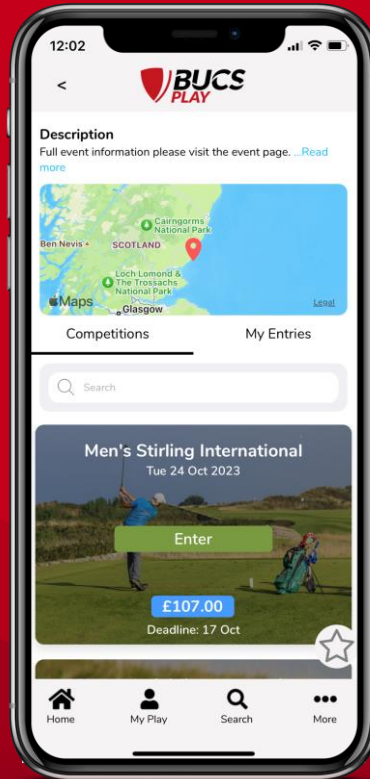 12:02
<
BUCS
PLAY
Description
Full event information please visit the event page. ...Read
more
Cairngorms
National Park
Ben Nevis
SCOTLAND
Loch Lomond &
The Trossachs
National Park
Glasgow
Maps
Legal
Competitions
My Entries
Search
Men's Stirling International
Tue 24 Oct 2023
Enter
£107.00
Deadline: 17 Oct
Home
My Play
Search
More